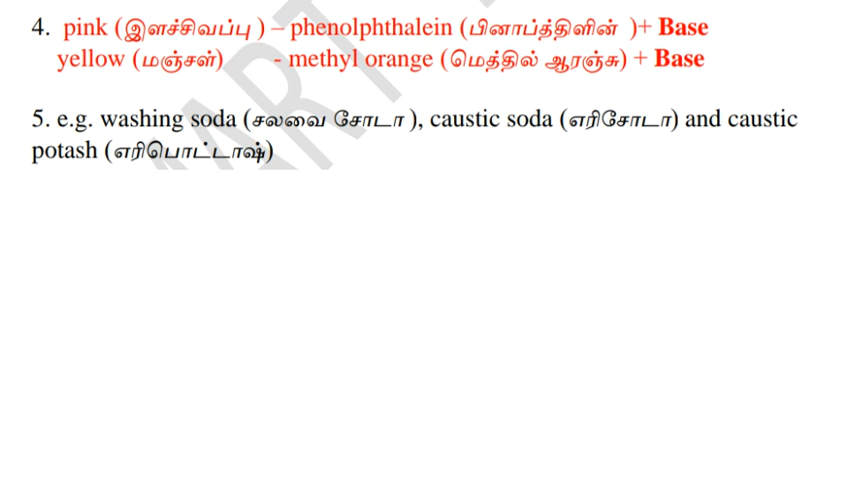 4. pink (இளச்சிவப்பு ) – phenolphthalein (பினாப்த்திளின் )+ Base
yellow (மஞ்சள்) - methyl orange (மெத்தில் ஆரஞ்சு) + Base
5. e.g. washing soda (சலவை சோடா ), caustic soda (எரிசோடா) and caustic
potash (எரிபொட்டாஷ்)